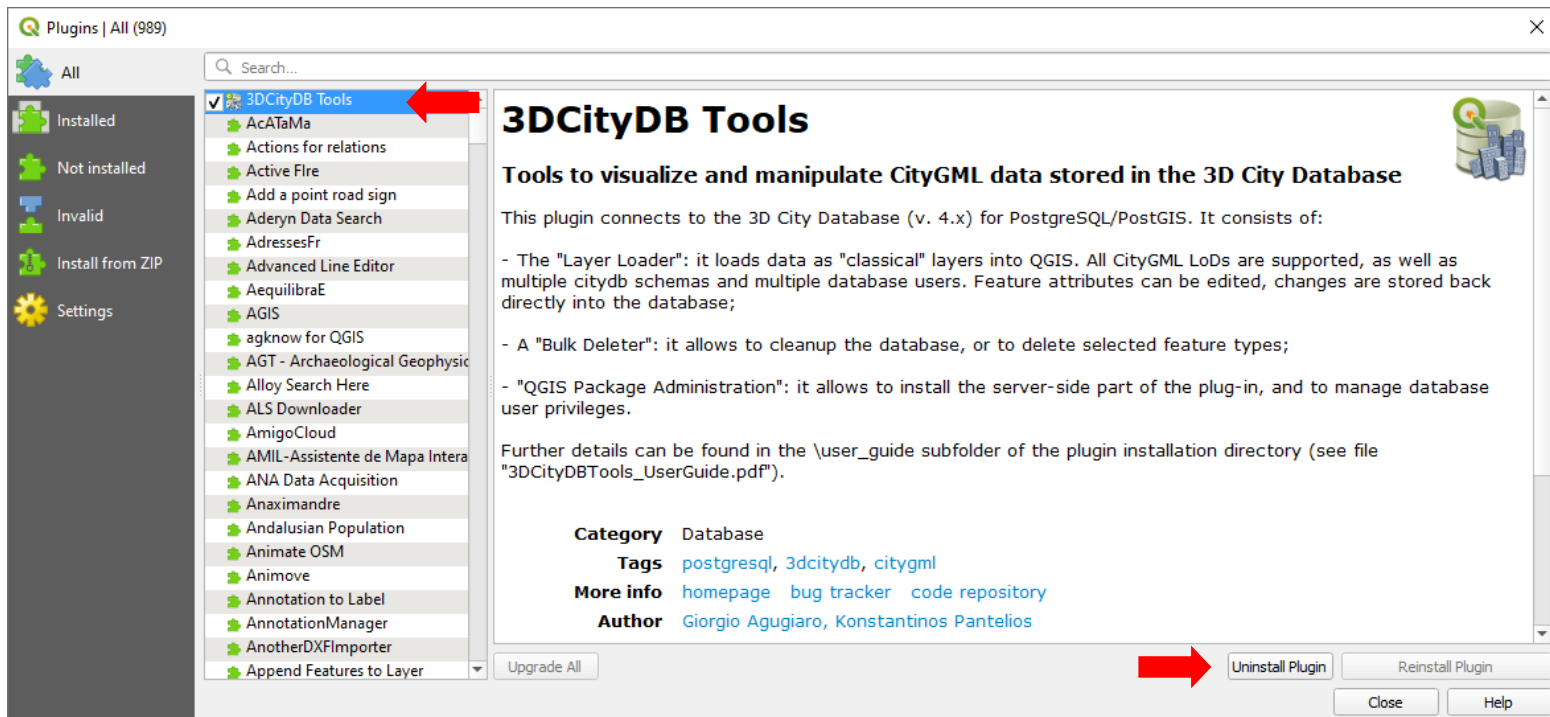 Plugins | All (989)
All
Installed
Not installed
Invalid
Install from ZIP
Settings
Search...
3DCityDB Tools
AcATaMa
Actions for relations
Active FIre
Add a point road sign
Aderyn Data Search
AdressesFr
Advanced Line Editor
AequilibraE
AGIS
agknow for QGIS
AGT - Archaeological Geophysic
Alloy Search Here
ALS Downloader
AmigoCloud
AMIL-Assistente de Mapa Intera
ANA Data Acquisition
Anaximandre
Andalusian Population
Animate OSM
Animove
Annotation to Label
AnnotationManager
AnotherDXFImporter
Append Features to Layer
3DCityDB Tools
Tools to visualize and manipulate CityGML data stored in the 3D City Database
This plugin connects to the 3D City Database (v. 4.x) for PostgreSQL/PostGIS. It consists of:
- The "Layer Loader": it loads data as "classical" layers into QGIS. All CityGML LoDs are supported, as well as
multiple citydb schemas and multiple database users. Feature attributes can be edited, changes are stored back
directly into the database;
- A "Bulk Deleter": it allows to cleanup the database, or to delete selected feature types;
- "QGIS Package Administration": it allows to install the server-side part of the plug-in, and to manage database
user privileges.
Further details can be found in the \user_guide subfolder of the plugin installation directory (see file
"3DCityDBTools_UserGuide.pdf").
Category Database
Tags postgresql, 3dcitydb, citygml
More info homepage bug tracker code repository
Author Giorgio Agugiaro, Konstantinos Pantelios
Upgrade All
Uninstall Plugin
Reinstall Plugin
Close
Help